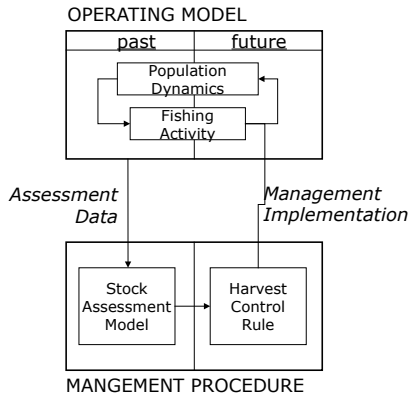 OPERATING MODEL
past future
Population
Dynamics
Fishing
Activity
Assessment
Data
Management
Implementation
Stock
Assessment
Model
Harvest
Control
Rule
MANGEMENT PROCEDURE